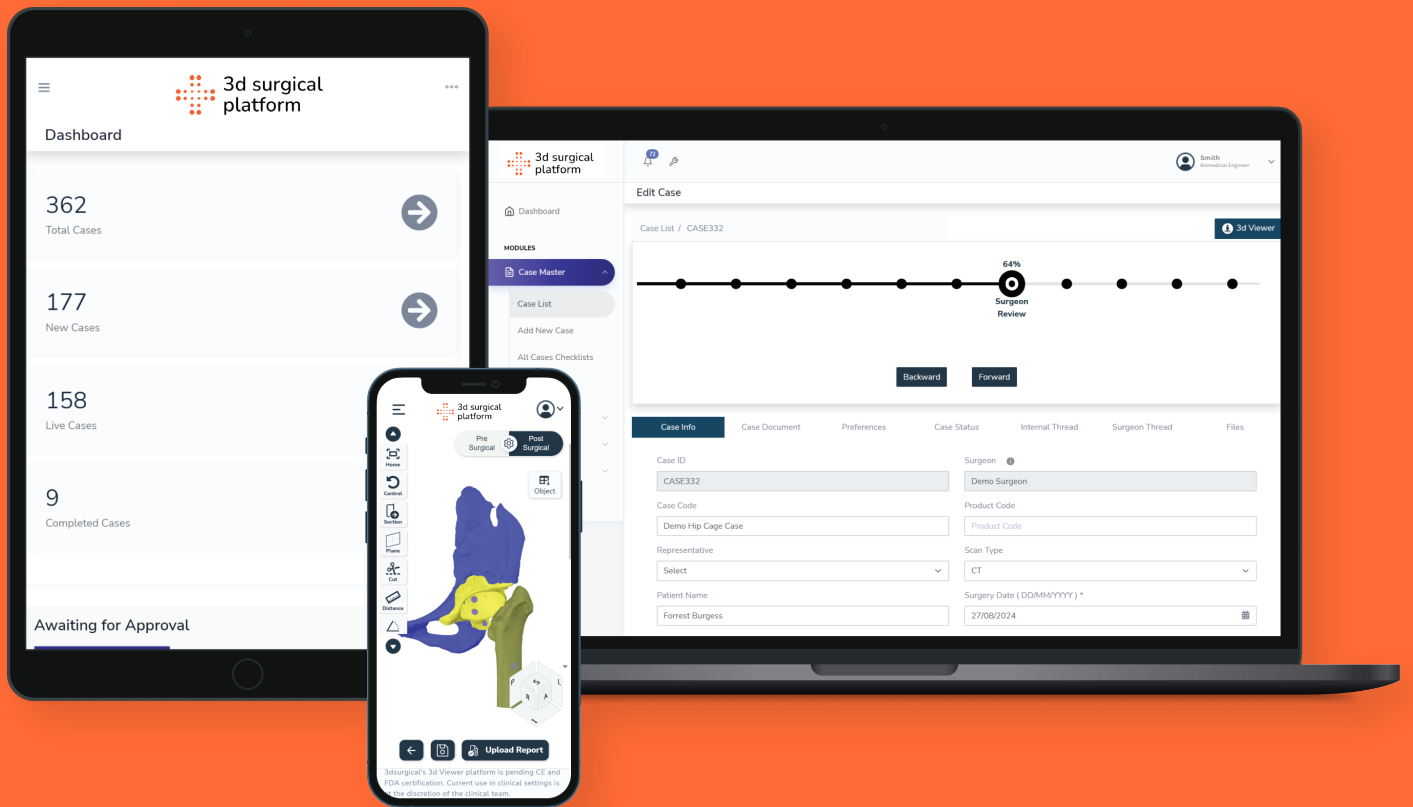 3d surgical
platform
Dashboard
362
Total Cases
177
New Cases
158
Live Cases
9
Completed Cases
Awaiting for Approval
3d surgical
platform
72
Smith
Biomedical Engineer
Edit Case
Dashboard
Case List / CASE332
3d Viewer
MODULES
Case Master
Case List
Add New Case
All Cases Checklists
64%
Surgeon
Review
Backward
Forward
Case Info
Case Document
Preferences
Case Status
Internal Thread
Surgeon Thread
Files
Case ID
CASE332
Surgeon
Demo Surgeon
Case Code
Demo Hip Cage Case
Product Code
Product Code
Representative
Select
Scan Type
CT
Patient Name
Forrest Burgess
Surgery Date ( DD/MM/YYYY ) *
27/08/2024
3d surgical
platform
Pre
Surgical
Post
Surgical
Home
Control
Section
Plane
Cut
Distance
Object
Upload Report
3dsurgical's 3d Viewer platform is pending CE and
FDA certification. Current use in clinical settings is
at the discretion of the clinical team.